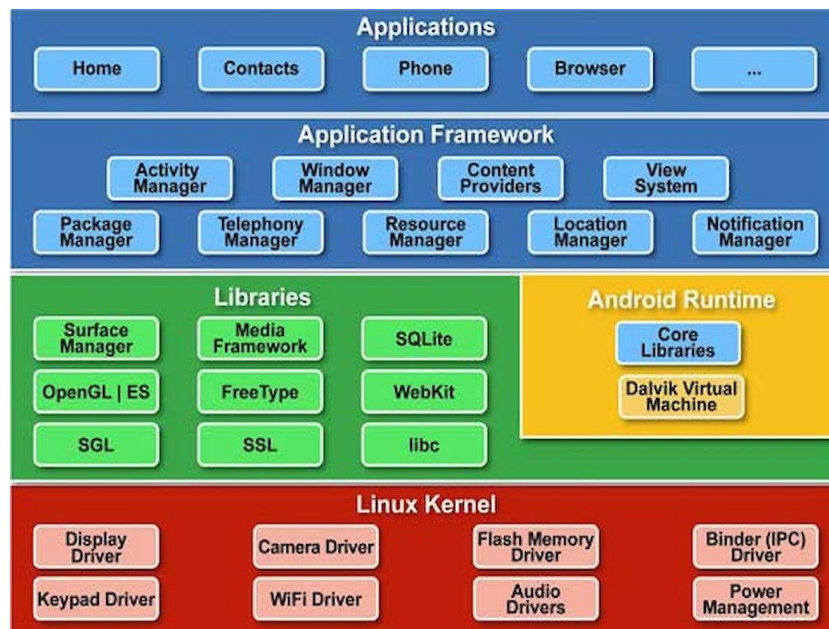 Applications
Home
Contacts
Phone
Browser
...
Application Framework
Activity
Manager
Window
Manager
Content
Providers
View
System
Package
Manager
Telephony
Manager
Resource
Manager
Location
Manager
Notification
Manager
Libraries
Surface
Manager
Media
Framework
SQLite
OpenGL | ES
FreeType
WebKit
SGL
SSL
libc
Android Runtime
Core
Libraries
Dalvik Virtual
Machine
Linux Kernel
Display
Driver
Camera Driver
Flash Memory
Driver
Binder (IPC)
Driver
Keypad Driver
WiFi Driver
Audio
Drivers
Power
Management